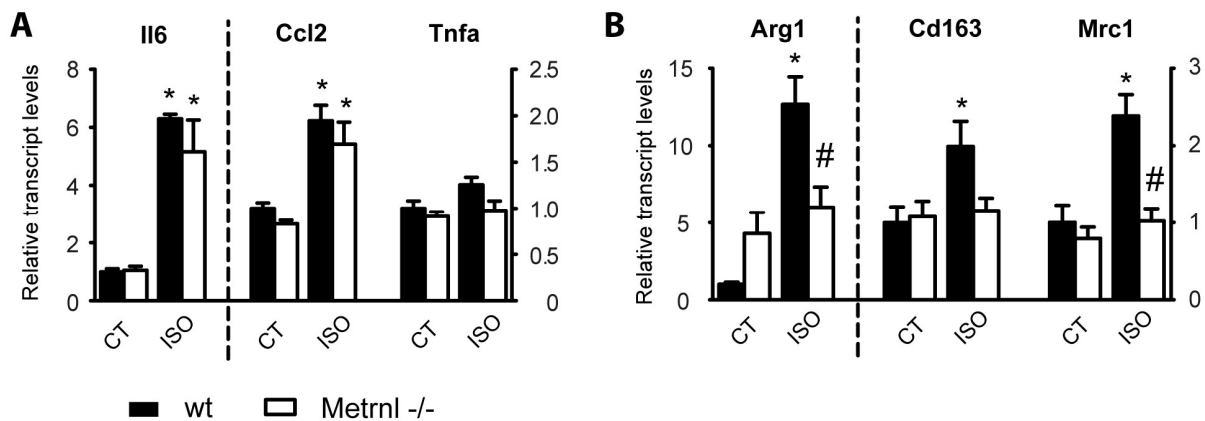 A
Il6
Ccl2
Tnfa
Relative transcript levels
8
6
4
2
0
* * * *
2.5
2.0
1.5
1.0
0.5
0
CT ISO CT ISO CT ISO
B
Arg1
Cd163
Mrc1
Relative transcript levels
15
10
5
0
* # * * #
3
2
1
0
CT ISO CT ISO CT ISO
wt Metrnl -/-